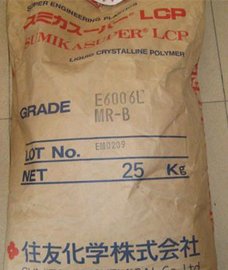 SUPER ENGINEERING PLASTICS
スミカスーパー® LCP
SUMIKASUPER® LCP
LIQUID CRYSTALLINE POLYMER
GRADE E6006L
MR-B
LOT No. EM0209
NET 25 Kg
住友化学株式会社